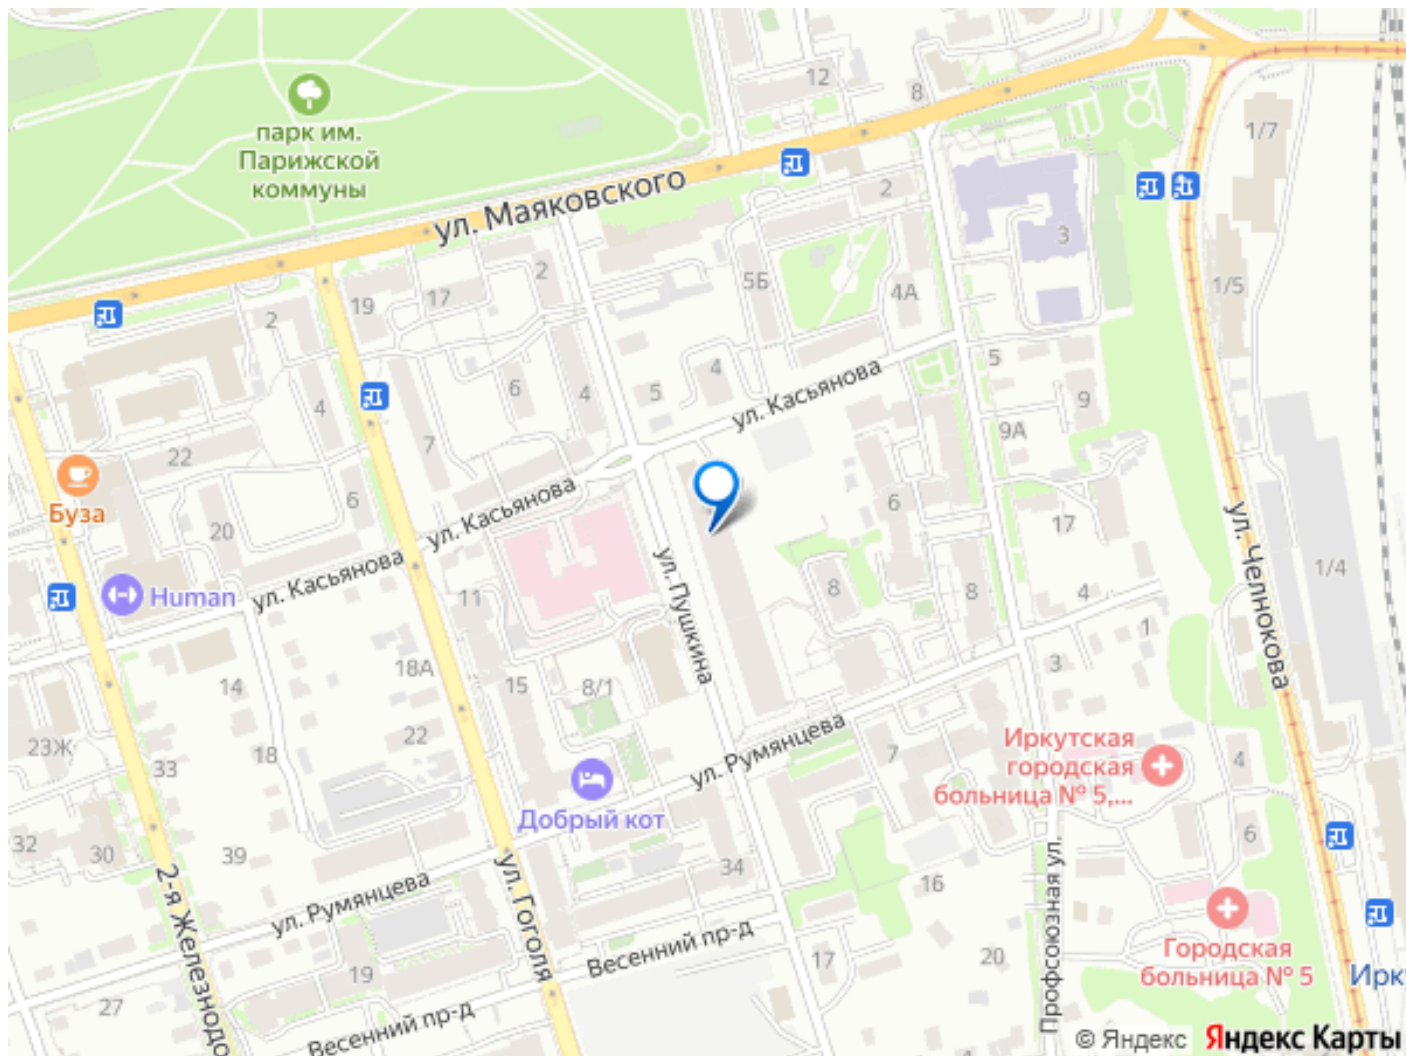 12
8
1/7
парк им.
Парижской
коммуны
ул. Маяковского
2
3
2
5Б
4А
1/5
19
17
2
4
6
4
5
4
ул. Касьянова
5
9
9А
7
22
Буза
20
6
ул. Касьянова
6
17
ул. Челнокова
1/4
Human
ул. Касьянова
11
ул. Пушкина
8
8
4
1
3
18А
14
15
8/1
22
18
23Ж
33
ул. Румянцева
7
Иркутская
городская
больница № 5,...
4
Добрый кот
6
32
30
39
34
16
2-я Железнодо
ул. Румянцева
ул. Гоголя
Весенний пр-д
19
17
20
Профсоюзная ул.
Городская
больница № 5
Ирк
27
Весенний пр-д
© Яндекс Яндекс Карты